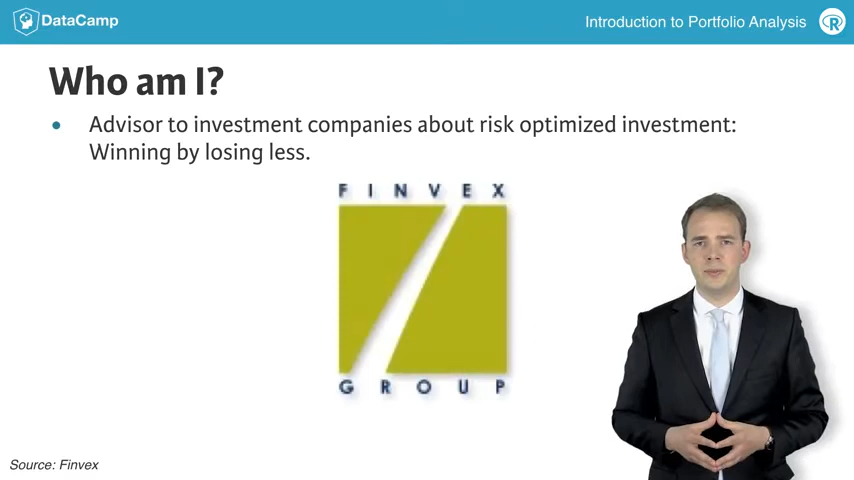 DataCamp
Introduction to Portfolio Analysis
R
Who am I?
• Advisor to investment companies about risk optimized investment:
Winning by losing less.
FINVEX
GROUP
Source: Finvex